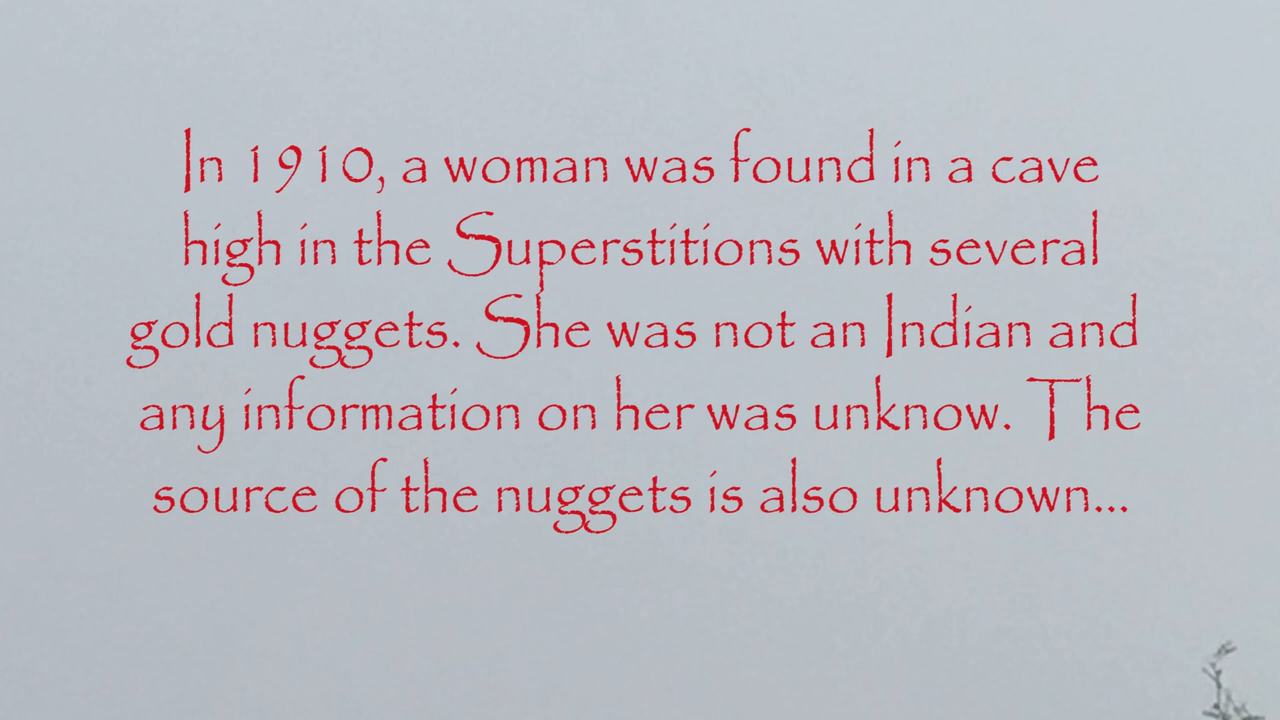 In 1910, a woman was found in a cave
high in the Superstitions with several
gold nuggets. She was not an Indian and
any information on her was unknow. The
source of the nuggets is also unknown...